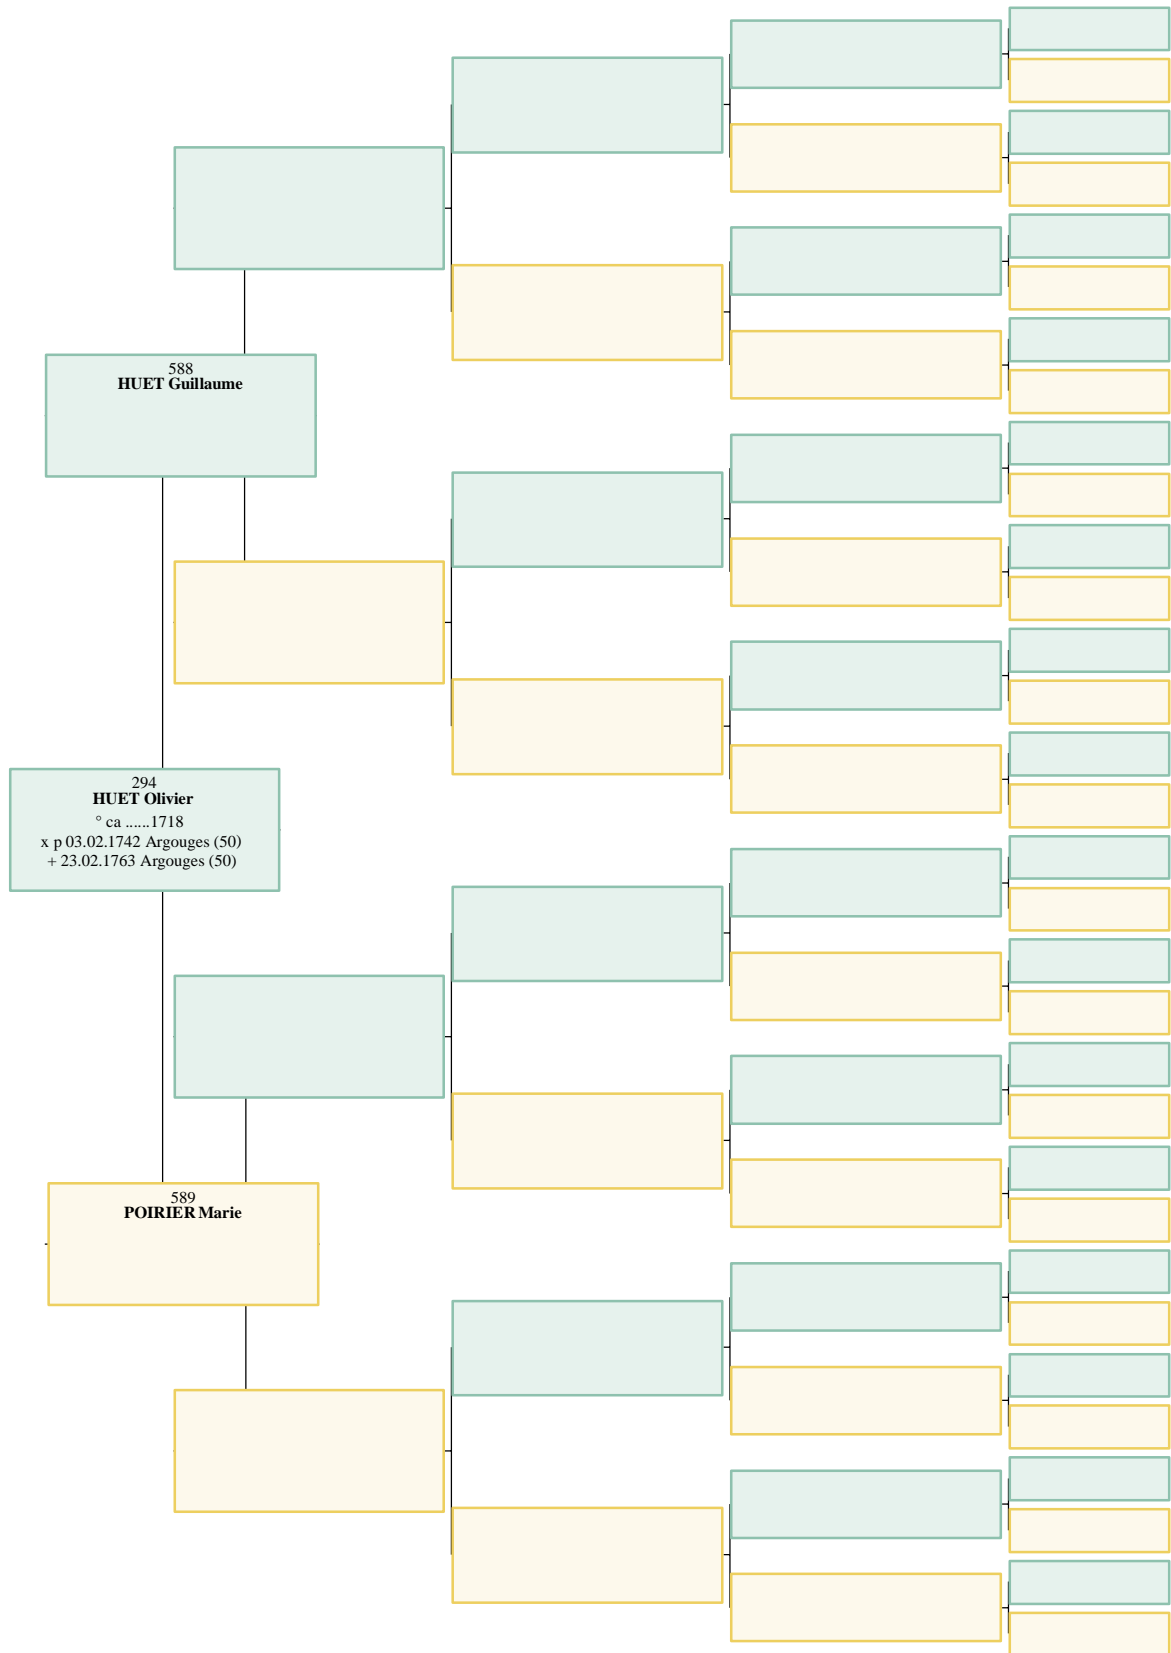 588
HUET Guillaume
294
HUET Olivier
° ca ......1718
x p 03.02.1742 Argouges (50)
+ 23.02.1763 Argouges (50)
589
POIRIER Marie